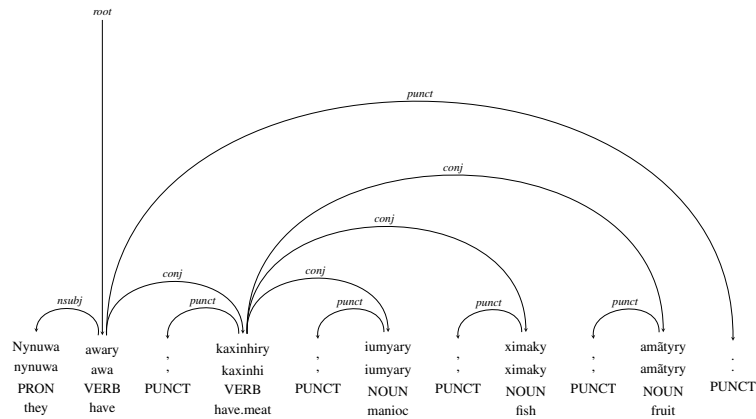 root
punct
conj
conj
nsubj conj punct conj punct punct punct
Nynuwa awary , kaxinhiry , iumyary , ximaky , amãtyry .
nynuwa awa , kaxinhi , iumyary , ximaky , amãtyry .
PRON VERB PUNCT VERB PUNCT NOUN PUNCT NOUN PUNCT NOUN PUNCT
they have have.meat manioc fish fruit